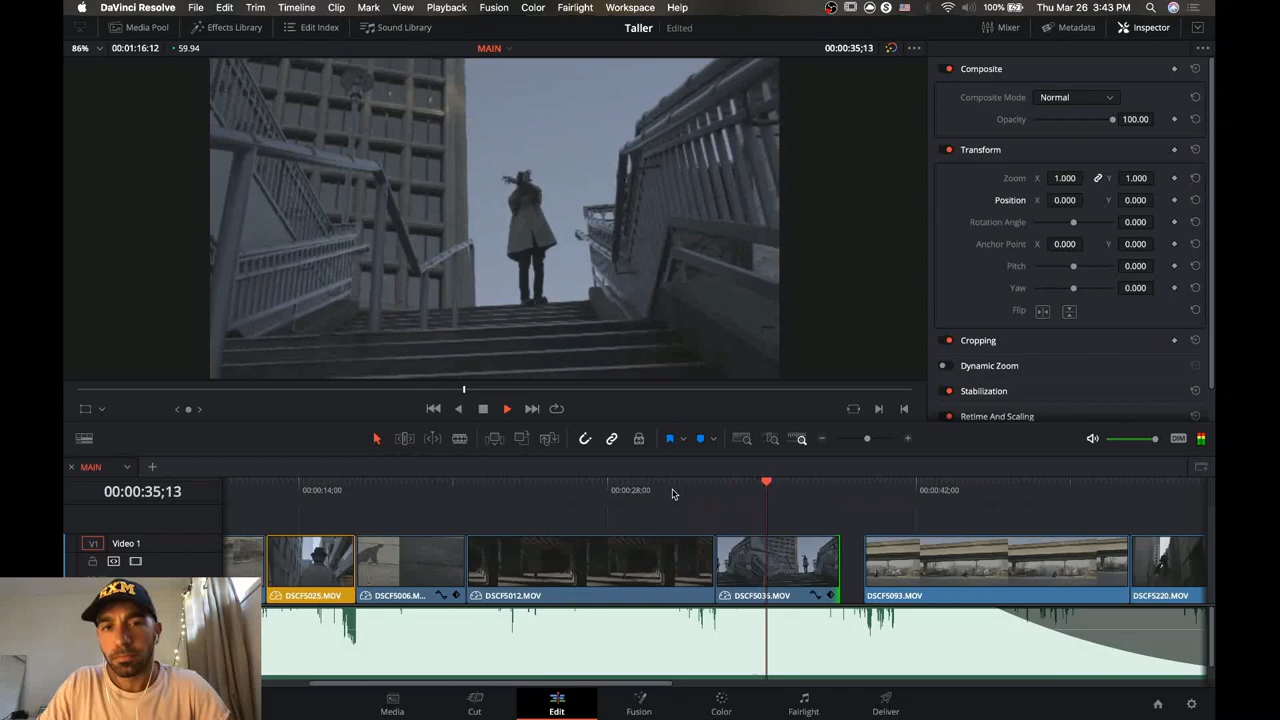 DaVinci Resolve File Edit Trim Timeline Clip Mark View Playback Fusion Color Fairlight Workspace Help 100% Thu Mar 26 3:43 PM
Media Pool Effects Library Edit Index Sound Library Taller Edited Mixer Metadata Inspector
86% 00:01:16:12 59.94 MAIN 00:00:35;13
Composite
Composite Mode Normal
Opacity 100.00
Transform
Zoom X 1.000 Y 1.000
Position X 0.000 Y 0.000
Rotation Angle 0.000
Anchor Point X 0.000 Y 0.000
Pitch 0.000
Yaw 0.000
Flip
Cropping
Dynamic Zoom
Stabilization
Retime And Scaling
DIM
MAIN
00:00:35;13 00:00:14;00 00:00:28;00 00:00:42;00
V1 Video 1
DSCF5025.MOV DSCF5006.M... DSCF5012.MOV DSCF5036.MOV DSCF5093.MOV DSCF5220.MOV
Media Cut Edit Fusion Color Fairlight Deliver